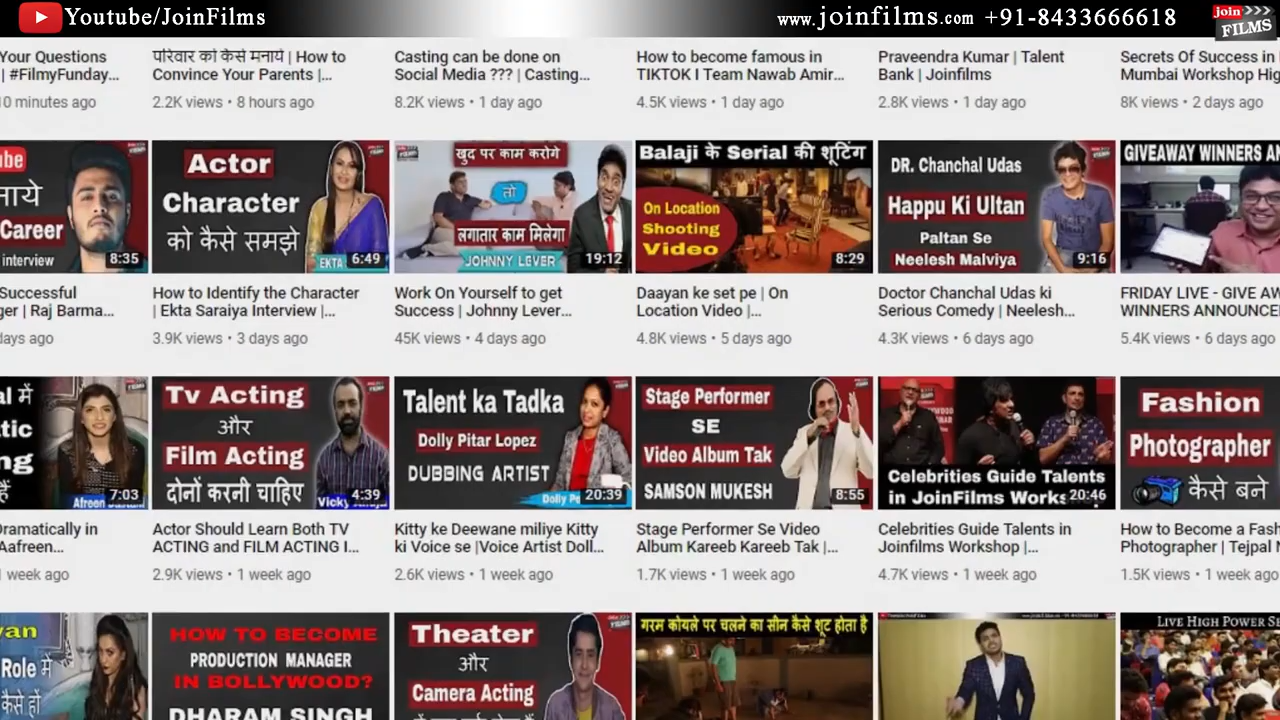 Youtube/JoinFilms
www.joinfilms.com +91-8433666618
join
FILMS
Your Questions
| #FilmyFunday...
10 minutes ago
परिवार को कैसे मनाये | How to
Convince Your Parents |...
2.2K views • 8 hours ago
Casting can be done on
Social Media ??? | Casting...
8.2K views • 1 day ago
How to become famous in
TIKTOK I Team Nawab Amir...
4.5K views • 1 day ago
Praveendra Kumar | Talent
Bank | Joinfilms
2.8K views • 1 day ago
Secrets Of Success in
Mumbai Workshop Hig
8K views • 2 days ago
Career
interview
8:35
Successful
ger | Raj Barma...
days ago
Actor
Character
को कैसे समझे
EKTA
6:49
How to Identify the Character
| Ekta Saraiya Interview |...
3.9K views • 3 days ago
खुद पर काम करोगे
तो
लगातार काम मिलेगा
JOHNNY LEVER
19:12
Work On Yourself to get
Success | Johnny Lever...
45K views • 4 days ago
Balaji के Serial की शूटिंग
On Location
Shooting
Video
8:29
Daayan ke set pe | On
Location Video |...
4.8K views • 5 days ago
DR. Chanchal Udas
Happu Ki Ultan
Paltan Se
Neelesh Malviya
9:16
Doctor Chanchal Udas ki
Serious Comedy | Neelesh...
4.3K views • 6 days ago
GIVEAWAY WINNERS AN
FRIDAY LIVE - GIVE AW
WINNERS ANNOUNCE
5.4K views • 6 days ago
7:03
Dramatically in
Aafreen...
1 week ago
Tv Acting
और
Film Acting
दोनों करनी चाहिए
Vicky
4:39
Actor Should Learn Both TV
ACTING and FILM ACTING I...
2.9K views • 1 week ago
Talent ka Tadka
Dolly Pitar Lopez
DUBBING ARTIST
Dolly Pe
20:39
Kitty ke Deewane miliye Kitty
ki Voice se |Voice Artist Doll...
2.6K views • 1 week ago
Stage Performer
SE
Video Album Tak
SAMSON MUKESH
8:55
Stage Performer Se Video
Album Kareeb Kareeb Tak |...
1.7K views • 1 week ago
Celebrities Guide Talents
in JoinFilms Works
20:46
Celebrities Guide Talents in
Joinfilms Workshop |...
4.7K views • 1 week ago
Fashion
Photographer
कैसे बने
How to Become a Fash
Photographer | Tejpal
1.5K views • 1 week ago
Role में
कैसे हों
HOW TO BECOME
PRODUCTION MANAGER
IN BOLLYWOOD?
DHARAM SINGH
Theater
और
Camera Acting
गरम कोयले पर चलने का सीन कैसे शूट होता है
LIVE HIGH POWER SE